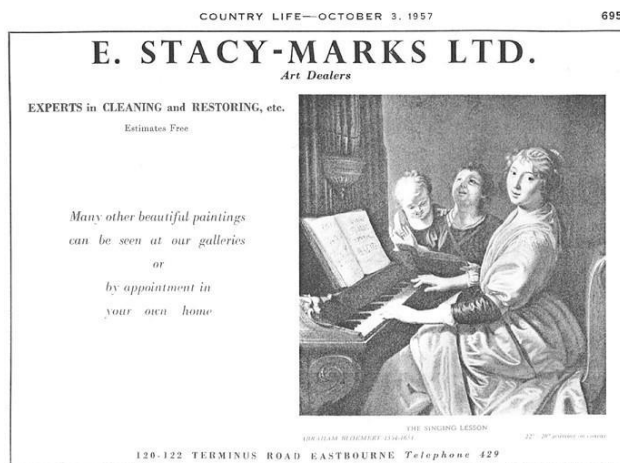 COUNTRY LIFE—OCTOBER 3, 1957 695
E. STACY-MARKS LTD.
Art Dealers
EXPERTS in CLEANING and RESTORING, etc.
Estimates Free
Many other beautiful paintings
can be seen at our galleries
or
by appointment in
your own home
THE SINGING LESSON
ABRAHAM
120-122 TERMINUS ROAD EASTBOURNE Telephone 429